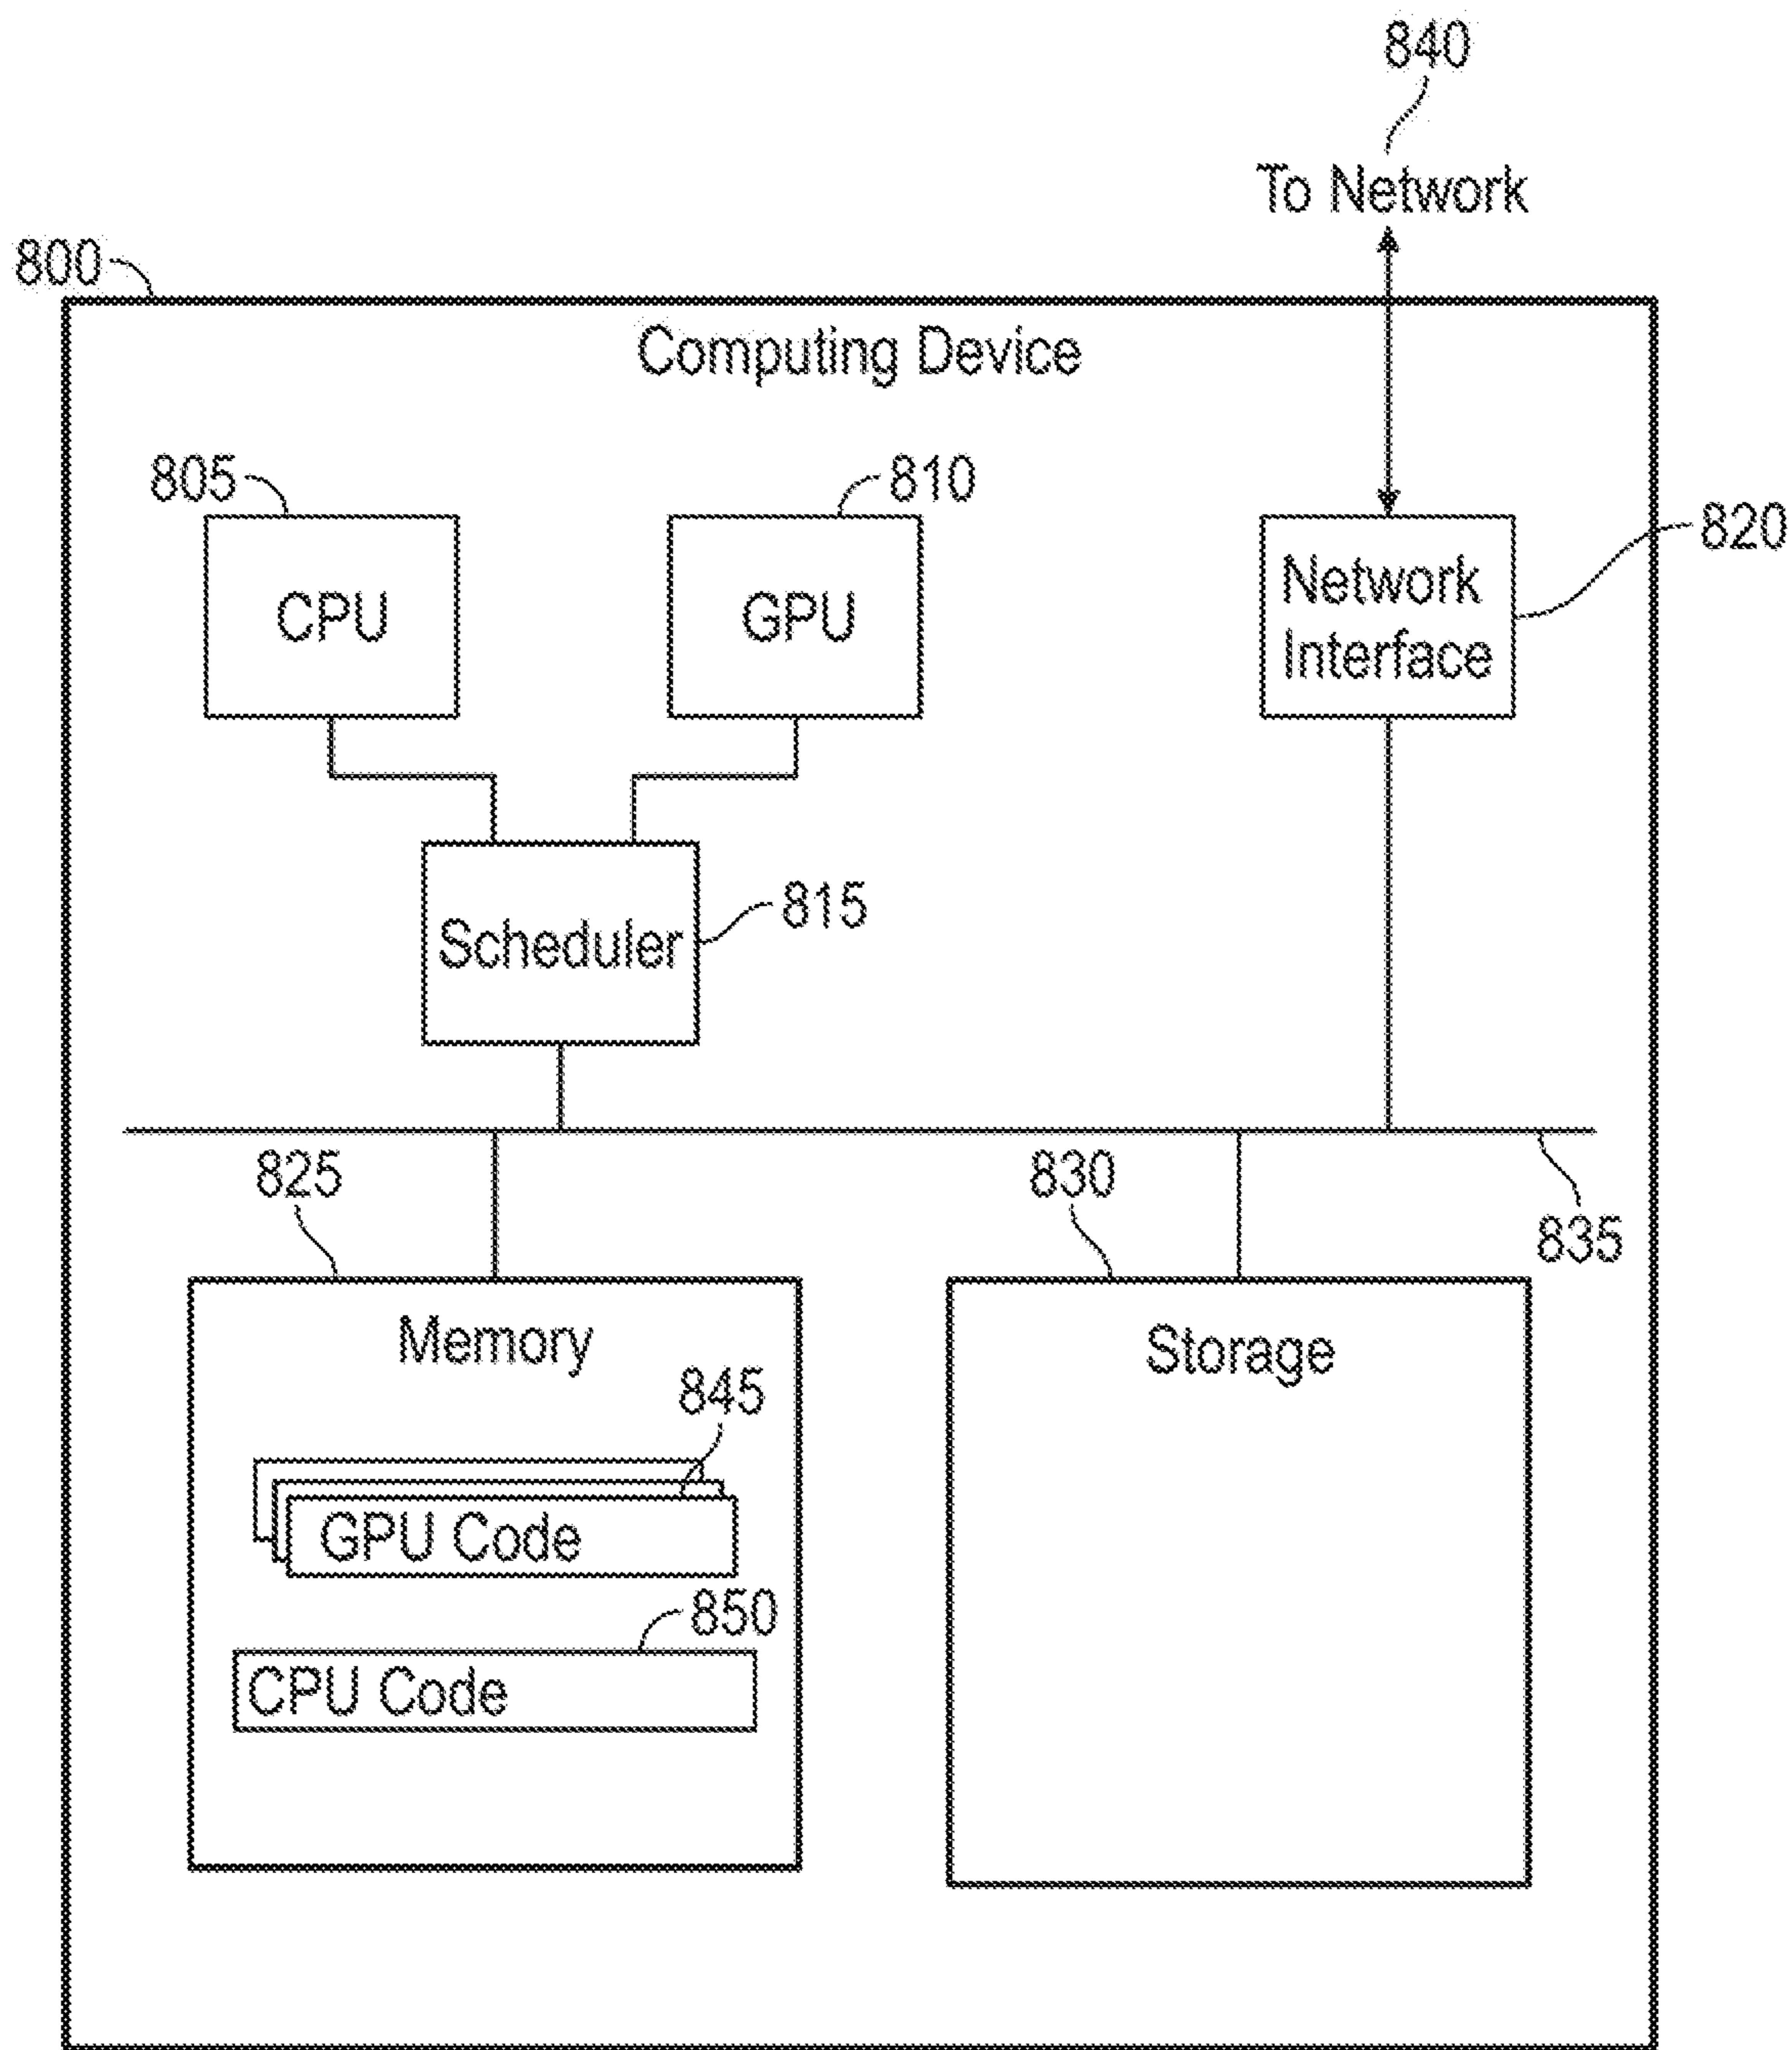 840
To Network
800
Computing Device
805
810
820
CPU
GPU
Network
Interface
815
Scheduler
825
830
835
Memory
Storage
845
GPU Code
850
CPU Code